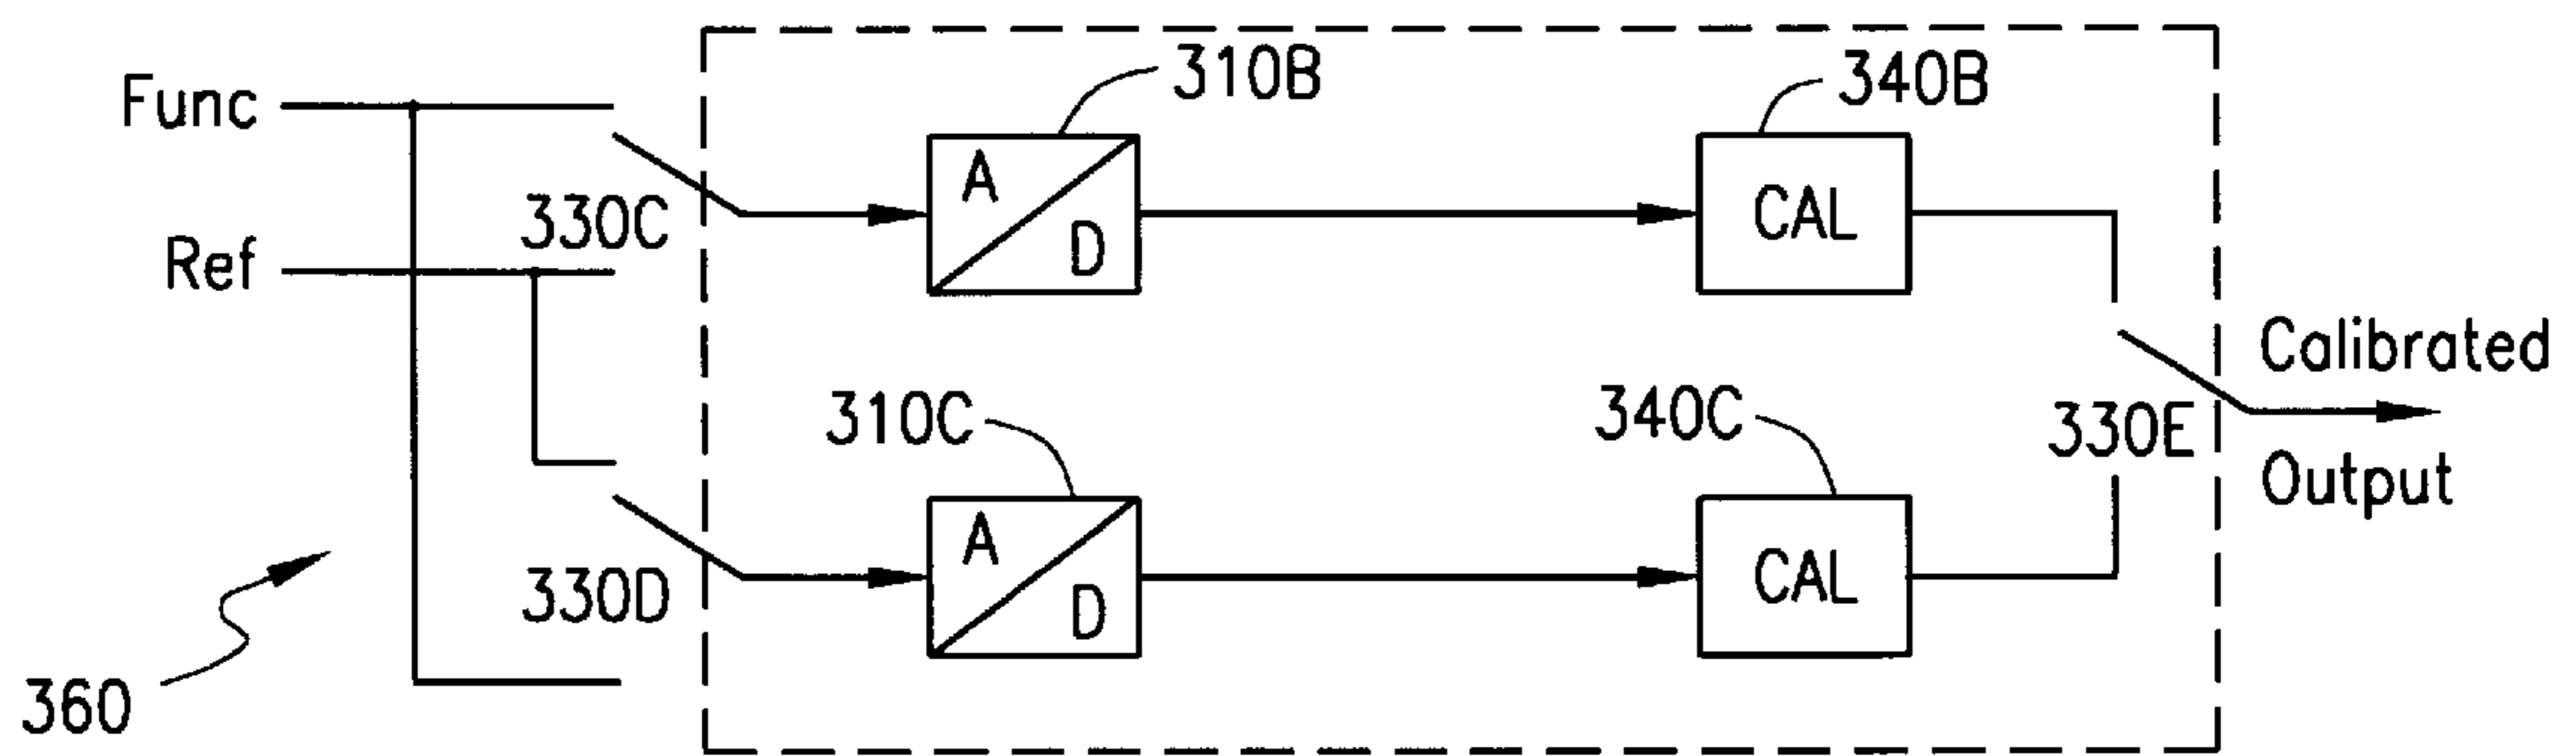 Func
Ref
330C
330D
360
310B
A
D
340B
CAL
310C
A
D
340C
CAL
330E
Calibrated
Output